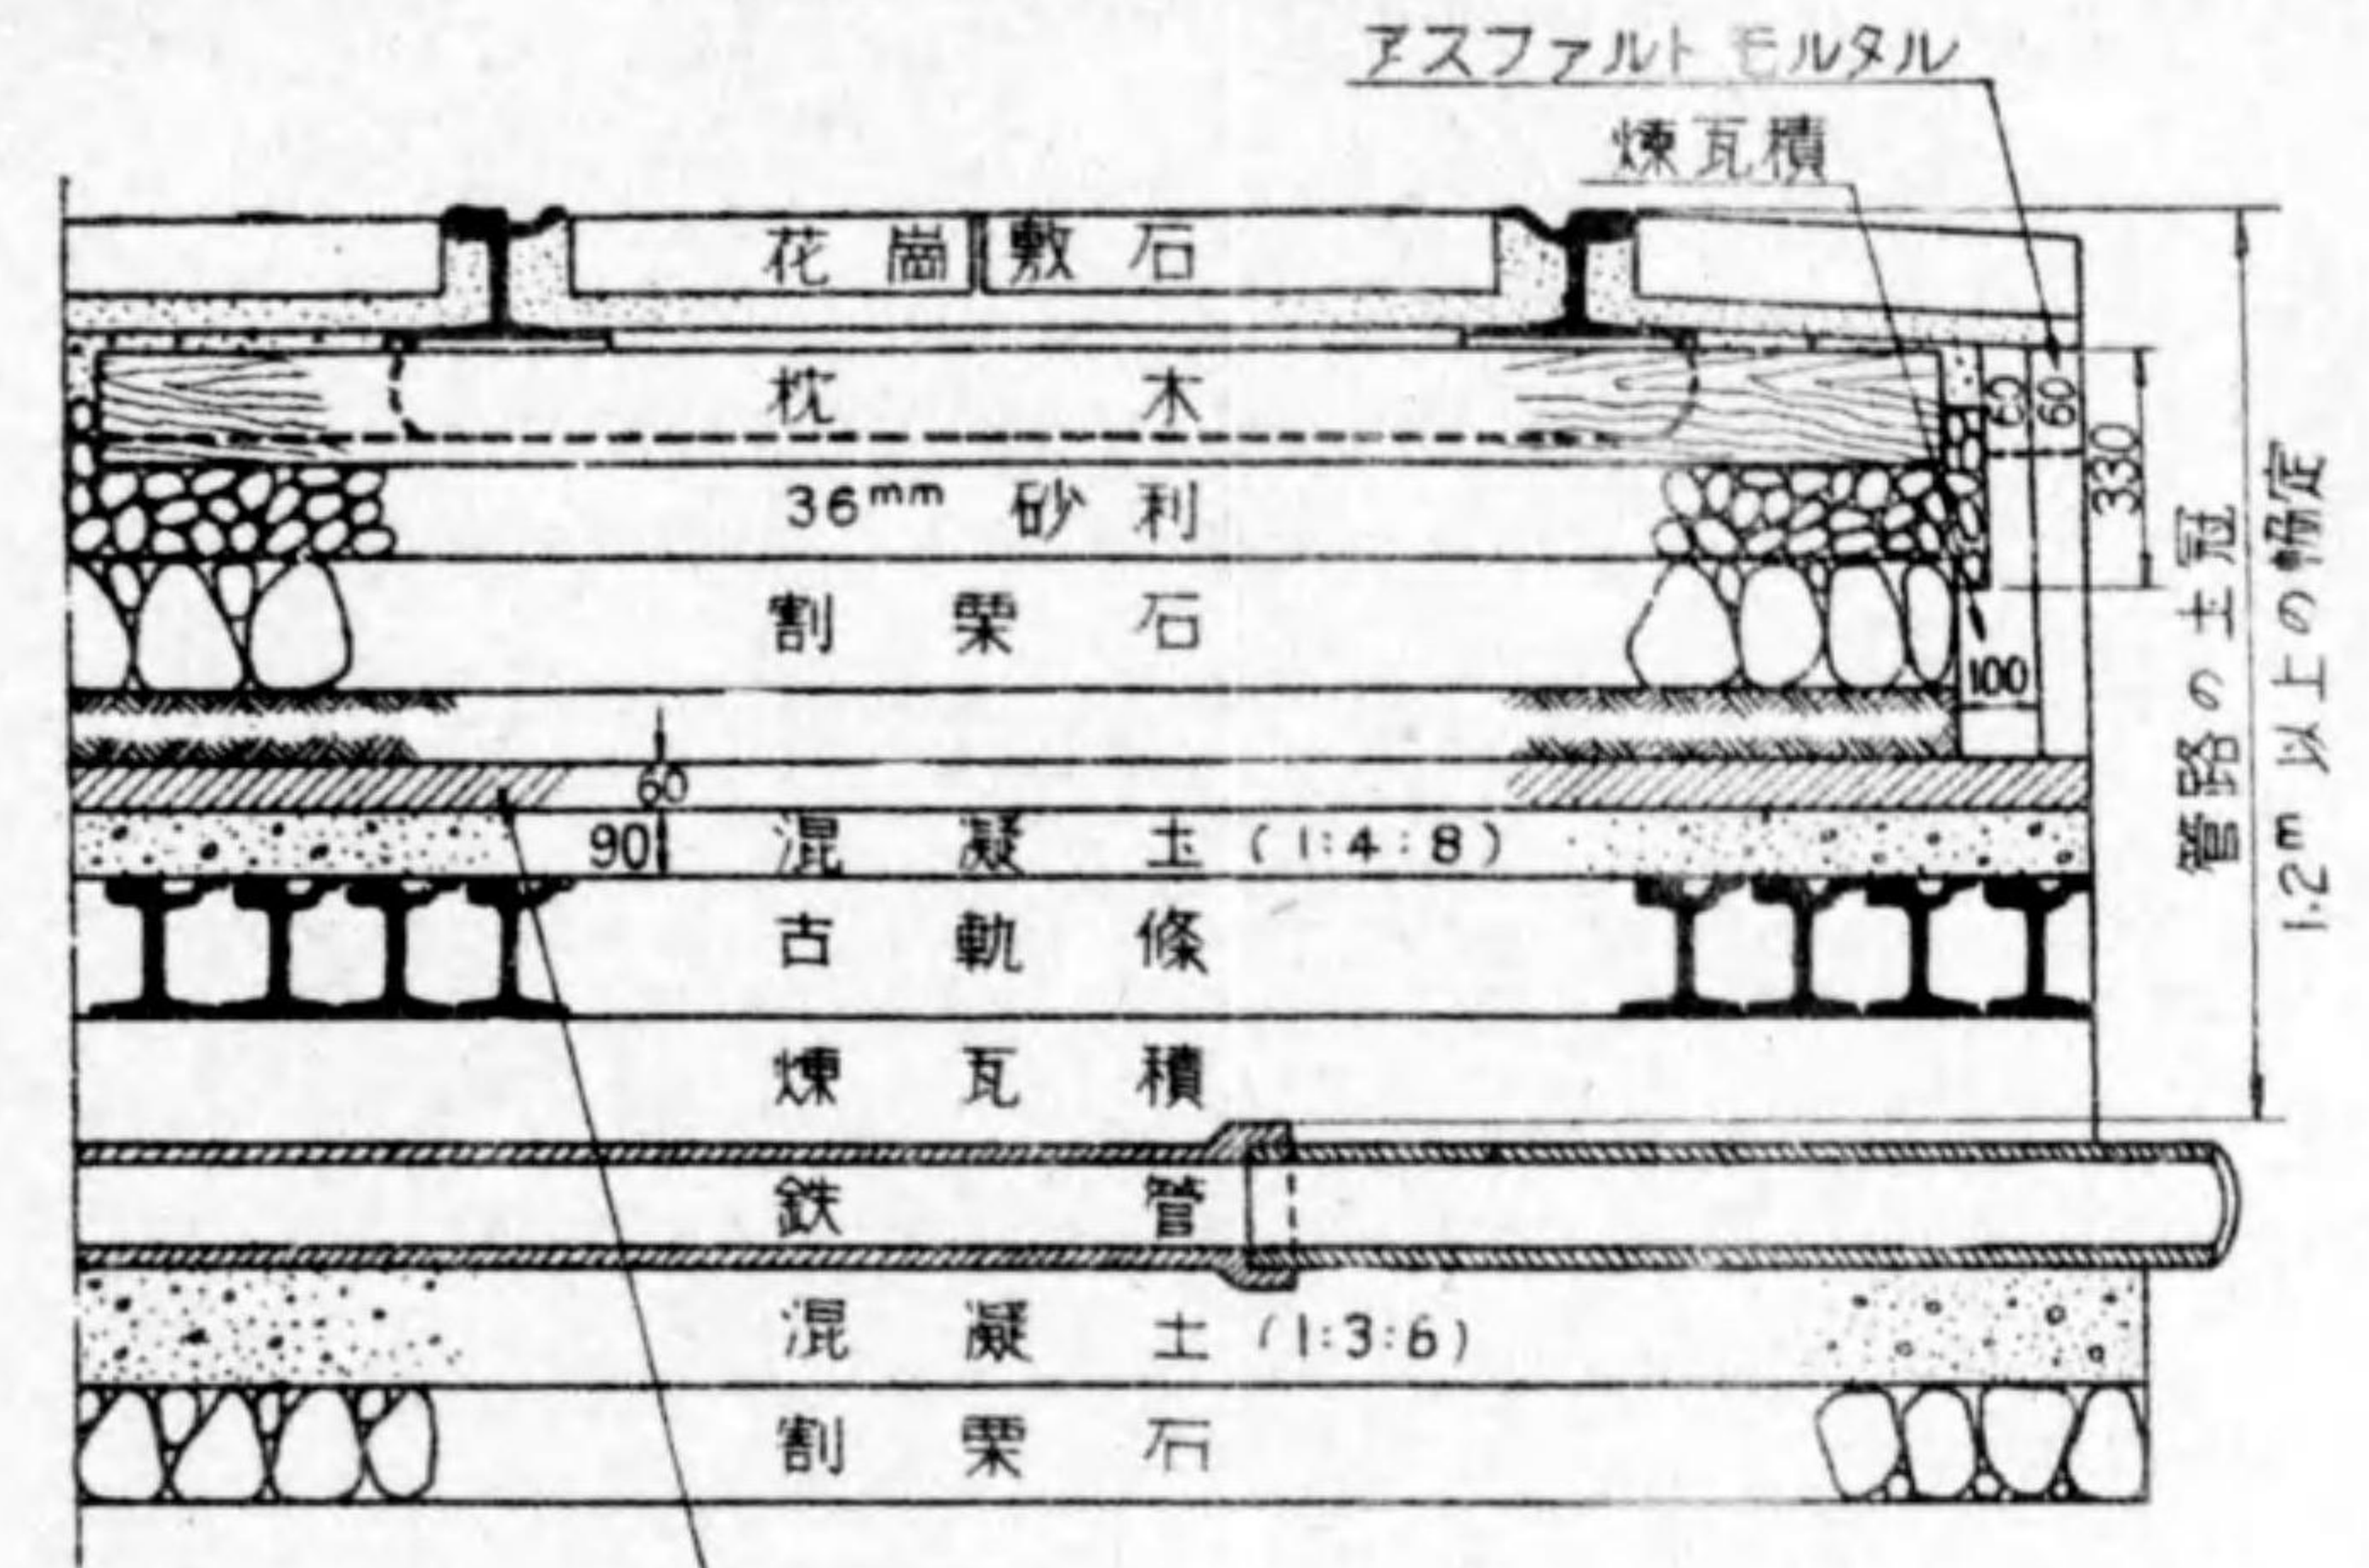 アスファルトモルタル
煉瓦積
花崗敷石
枕木
60
60
330
36mm 砂利
割栗石
100
60
90
混凝土(1:4:8)
古軌條
煉瓦積
鉄管
混凝土(1:3:6)
割栗石
管路の土冠
1.2m以上の